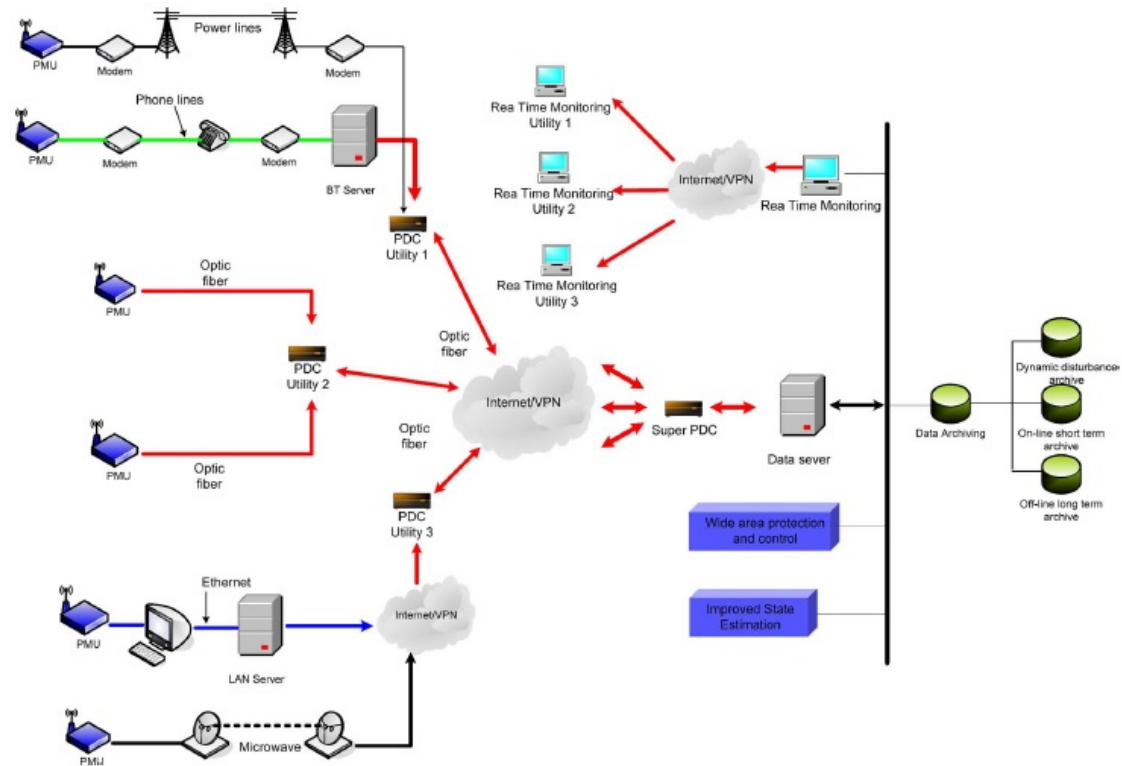 Power lines
PMU
Modem
Modem
Phone lines
PMU
Modem
Modem
BT Server
PDC
Utility 1
Rea Time Monitoring
Utility 1
Rea Time Monitoring
Utility 2
Rea Time Monitoring
Utility 3
Internet/VPN
Rea Time Monitoring
Optic
fiber
PMU
PDC
Utility 2
Optic
fiber
PMU
Optic
fiber
Internet/VPN
Optic
fiber
Super PDC
Data sever
Data Archiving
Dynamic disturbance
archive
On-line short term
archive
Off-line long term
archive
PDC
Utility 3
Wide area protection
and control
Improved State
Estimation
Ethernet
PMU
LAN Server
Internet/VPN
PMU
Microwave